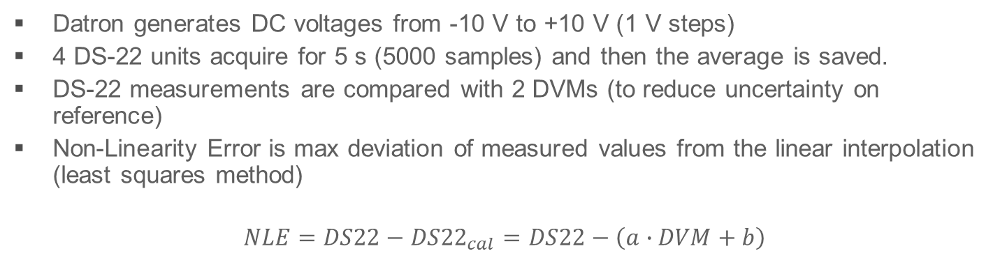 ▪ Datron generates DC voltages from -10 V to +10 V (1 V steps)
▪ 4 DS-22 units acquire for 5 s (5000 samples) and then the average is saved.
▪ DS-22 measurements are compared with 2 DVMs (to reduce uncertainty on
reference)
▪ Non-Linearity Error is max deviation of measured values from the linear interpolation
(least squares method)
NLE = DS22 − DS22cal = DS22 − (a · DVM + b)